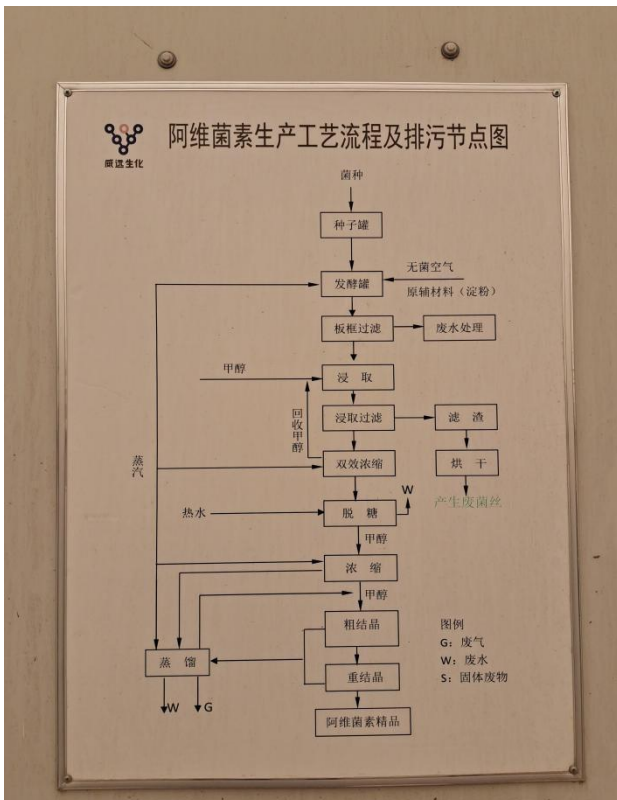 阿维菌素生产工艺流程及排污节点图
威远生化
菌种
种子罐
无菌空气
发酵罐
原辅材料（淀粉）
板框过滤
废水处理
甲醇
浸 取
回收甲醇
浸取过滤
滤 渣
蒸汽
双效浓缩
烘 干
W
产生废菌丝
热水
脱 糖
甲醇
浓 缩
甲醇
粗结晶
图例
G：废气
蒸 馏
W：废水
重结晶
S：固体废物
W
G
阿维菌素精品